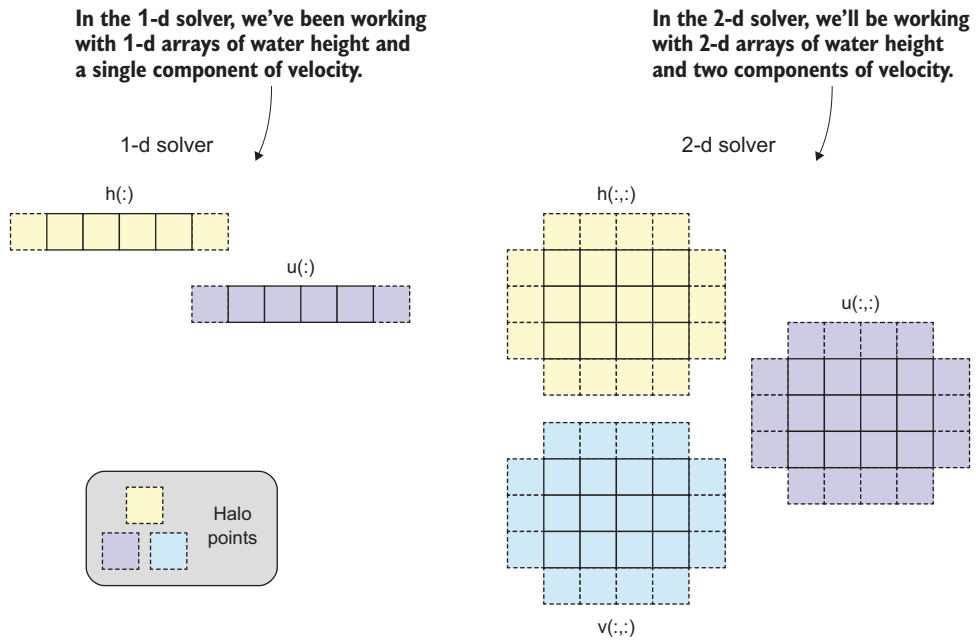 In the 1-d solver, we’ve been working
with 1-d arrays of water height and
a single component of velocity.
In the 2-d solver, we’ll be working
with 2-d arrays of water height
and two components of velocity.
1-d solver
2-d solver
h(:)
u(:)
h(:,:)
u(:,:)
v(:,:)
Halo
points